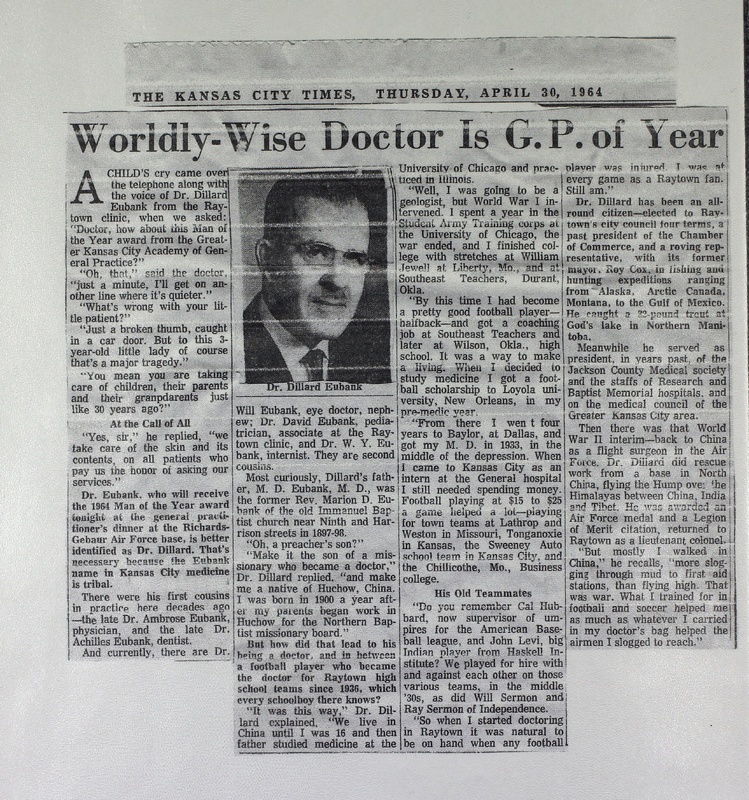 THE KANSAS CITY TIMES, THURSDAY, APRIL 30, 1964
Worldly-Wise Doctor Is G.P. of Year
A CHILD'S cry came over
the telephone along with
the voice of Dr. Dillard
Eubank from the Ray-
town clinic, when we asked:
"Doctor, how about this Man of
the Year award from the Great-
er Kansas City Academy of Gen-
eral Practice?"
"Oh, that," said the doctor,
"just a minute, I'll get on an-
other line where it's quieter."
"What's wrong with your lit-
tle patient?"
"Just a broken thumb, caught
in a car door. But to this 3-
year-old little lady of course
that's a major tragedy."
"You mean you are taking
care of children, their parents
and their grandparents just
like 30 years ago?"
At the Call of All
"Yes, sir," he replied, "we
take care of the skin and its
contents, on all patients who
pay us the honor of asking our
services."
Dr. Eubank, who will receive
the 1964 Man of the Year award
tonight at the general practi-
tioner's dinner at the Richards-
Gebaur Air Force base, is better
identified as Dr. Dillard. That's
necessary because the Eubank
name in Kansas City medicine
is tribal.
There were his first cousins
in practice here decades ago
—the late Dr. Ambrose Eubank,
physician, and the late Dr.
Achilles Eubank, dentist.
And currently, there are Dr.
Dr. Dillard Eubank
Will Eubank, eye doctor, neph-
ew; Dr. David Eubank, pedia-
trician, associate at the Ray-
town clinic, and Dr. W. Y. Eu-
bank, internist. They are second
cousins.
Most curiously, Dillard's fath-
er, M. D. Eubank, M. D., was
the former Rev. Marion D. Eu-
bank of the old Immanuel Bap-
tist church near Ninth and Har-
rison streets in 1897-98.
"Oh, a preacher's son?"
"Make it the son of a mis-
sionary who became a doctor,"
Dr. Dillard replied, "and make
me a native of Huchow, China.
I was born in 1900 a year aft-
er my parents began work in
Huchow for the Northern Bap-
tist missionary board."
But how did that lead to his
being a doctor, and in between
a football player who became
the doctor for Raytown high
school teams since 1936, which
every schoolboy there knows?
"It was this way," Dr. Dil-
lard explained, "We live in
China until I was 16 and then
father studied medicine at the
University of Chicago and prac-
ticed in Illinois.
"Well, I was going to be a
geologist, but World War I in-
tervened. I spent a year in the
Student Army Training corps at
the University of Chicago, the
war ended, and I finished col-
lege with stretches at William
Jewell at Liberty, Mo., and at
Southeast Teachers, Durant,
Okla.
"By this time I had become
a pretty good football player—
halfback—and got a coaching
job at Southeast Teachers and
later at Wilson, Okla., high
school. It was a way to make
a living. When I decided to
study medicine I got a foot-
ball scholarship to Loyola uni-
versity, New Orleans, in my
pre-medic year.
"From there I went four
years to Baylor, at Dallas, and
got my M. D. in 1933, in the
middle of the depression. When
I came to Kansas City as an
intern at the General hospital
I still needed spending money.
Football playing at $15 to $25
a game helped a lot—playing
for town teams at Lathrop and
Weston in Missouri, Tonganoxie
in Kansas, the Sweeney Auto
school team in Kansas City, and
the Chillicothe, Mo., Business
college.
His Old Teammates
"Do you remember Cal Hub-
bard, now supervisor of um-
pires for the American Base-
ball league, and John Levi, big
Indian player from Haskell In-
stitute? We played for hire with
and against each other on those
various teams, in the middle
'30s, as did Will Sermon and
Ray Sermon of Independence.
"So when I started doctoring
in Raytown it was natural to
be on hand when any football
player was injured. I was at
every game as a Raytown fan.
Still am."
Dr. Dillard has been an all-
round citizen—elected to Ray-
town's city council four terms, a
past president of the Chamber
of Commerce, and a roving rep-
resentative, with its former
mayor, Roy Cox, in fishing and
hunting expeditions ranging
from Alaska, Arctic Canada,
Montana, to the Gulf of Mexico.
He caught a 22-pound trout at
God's lake in Northern Mani-
toba.
Meanwhile he served as
president, in years past, of the
Jackson County Medical society
and the staffs of Research and
Baptist Memorial hospitals, and
on the medical council of the
Greater Kansas City area.
Then there was that World
War II interim—back to China
as a flight surgeon in the Air
Force. Dr. Dillard did rescue
work from a base in North
China, flying the Hump over the
Himalayas between China, India
and Tibet. He was awarded an
Air Force medal and a Legion
of Merit citation, returned to
Raytown as a lieutenant colonel.
"But mostly I walked in
China," he recalls, "more slog-
ging through mud to first aid
stations, than flying high. That
was war. What I trained for in
football and soccer helped me
as much as whatever I carried
in my doctor's bag helped the
airmen I slogged to reach."